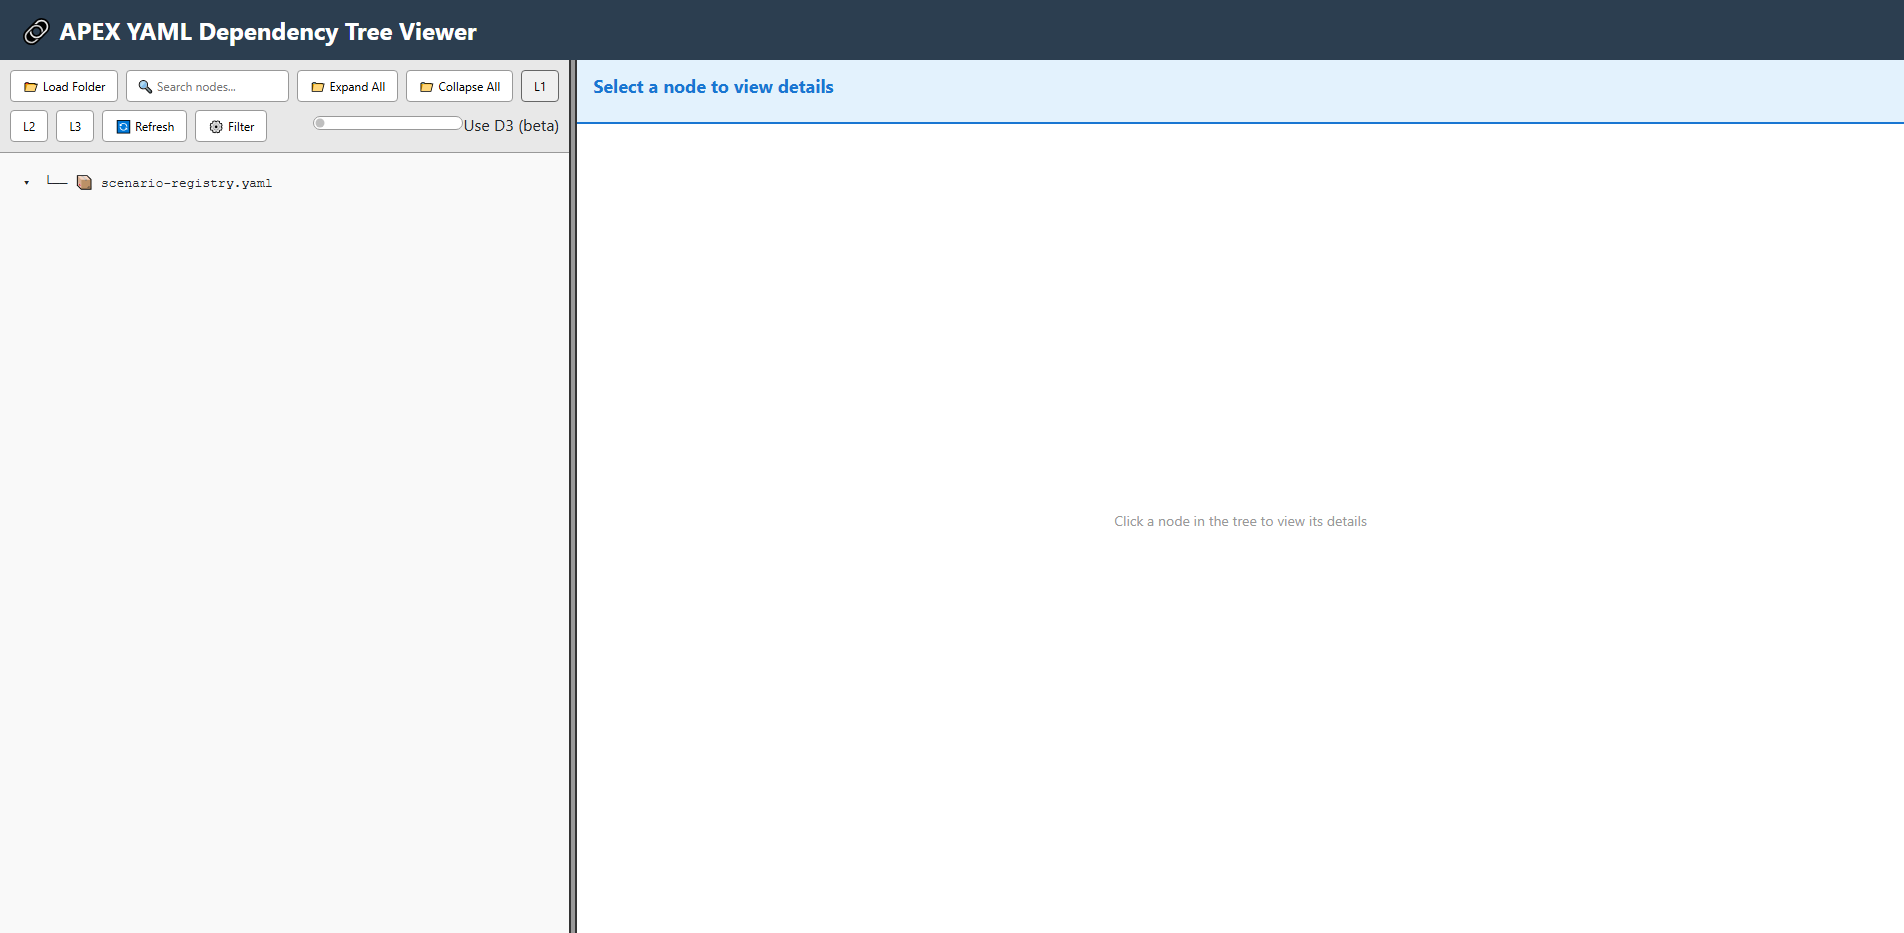 APEX YAML Dependency Tree Viewer
Load Folder
Search nodes...
Expand All
Collapse All
L1
L2
L3
Refresh
Filter
Use D3 (beta)
scenario-registry.yaml
Select a node to view details
Click a node in the tree to view its details